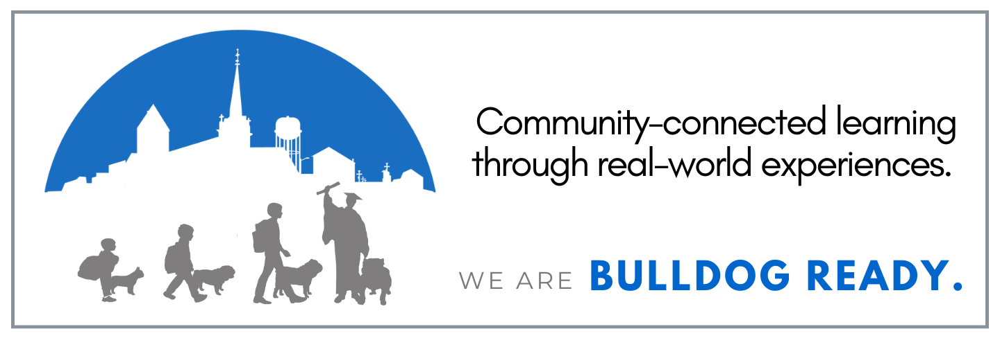 Community-connected learning
through real-world experiences.
WE ARE BULLDOG READY.